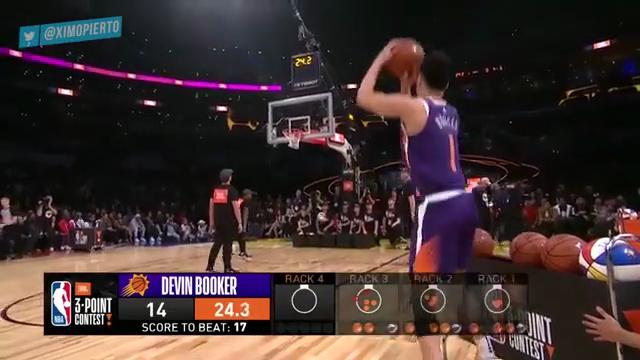 @XIMOPIERTO
24.2
1
NBA
3-POINT
CONTEST
DEVIN BOOKER
14
24.3
SCORE TO BEAT: 17
RACK 4
RACK 3
RACK 2
RACK 1
POINT
CONTEST